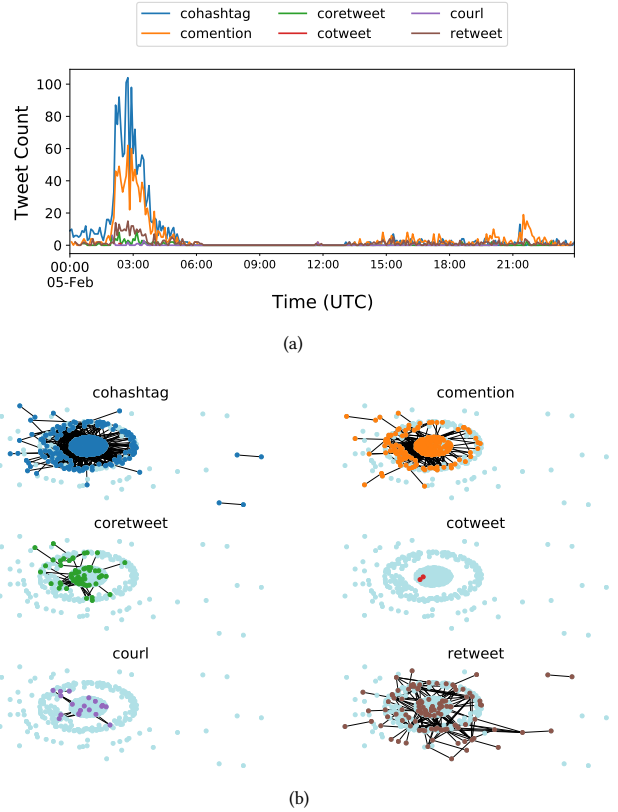 cohashtag coretweet courl
comention cotweet retweet
Tweet Count
100
80
60
40
20
0
00:00 03:00 06:00 09:00 12:00 15:00 18:00 21:00
05-Feb
Time (UTC)
(a)
cohashtag comention
coretweet cotweet
courl retweet
(b)